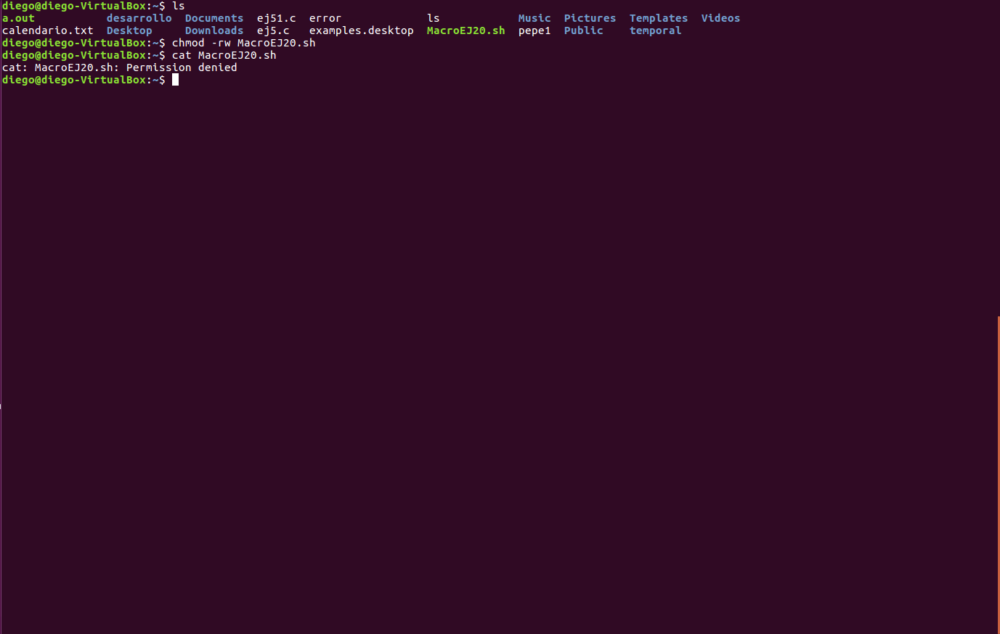 diego@diego-VirtualBox:~$ ls
a.out           desarrollo  Documents  ej51.c  error             ls           Music  Pictures  Templates  Videos
calendario.txt  Desktop     Downloads  ej5.c   examples.desktop  MacroEJ20.sh  pepe1  Public    temporal
diego@diego-VirtualBox:~$ chmod -rw MacroEJ20.sh
diego@diego-VirtualBox:~$ cat MacroEJ20.sh
cat: MacroEJ20.sh: Permission denied
diego@diego-VirtualBox:~$